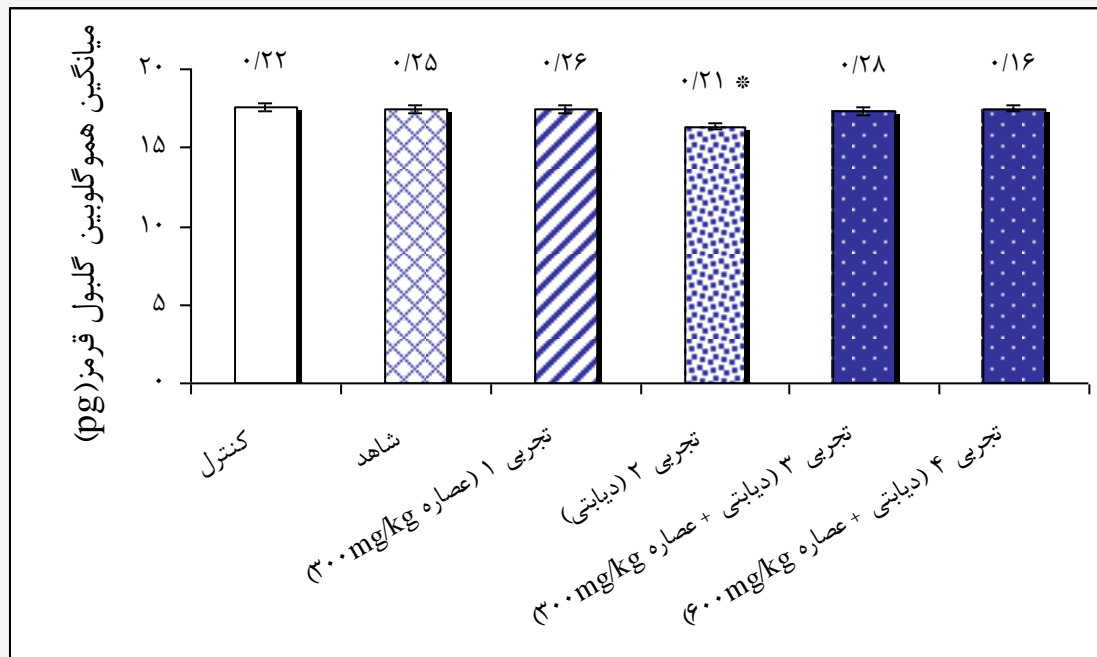 میانگین هموگلوبین گلبول قرمز(pg)
۲۰
۱۵
۱۰
۵
۰
۰/۲۲
۰/۲۵
۰/۲۶
۰/۲۱ *
۰/۲۸
۰/۱۶
کنترل
شاهد
تجربی ۱ (عصاره ۳۰۰mg/kg)
تجربی ۲ (دیابتی)
تجربی ۳ (دیابتی + عصاره ۳۰۰mg/kg)
تجربی ۴ (دیابتی + عصاره ۶۰۰mg/kg)